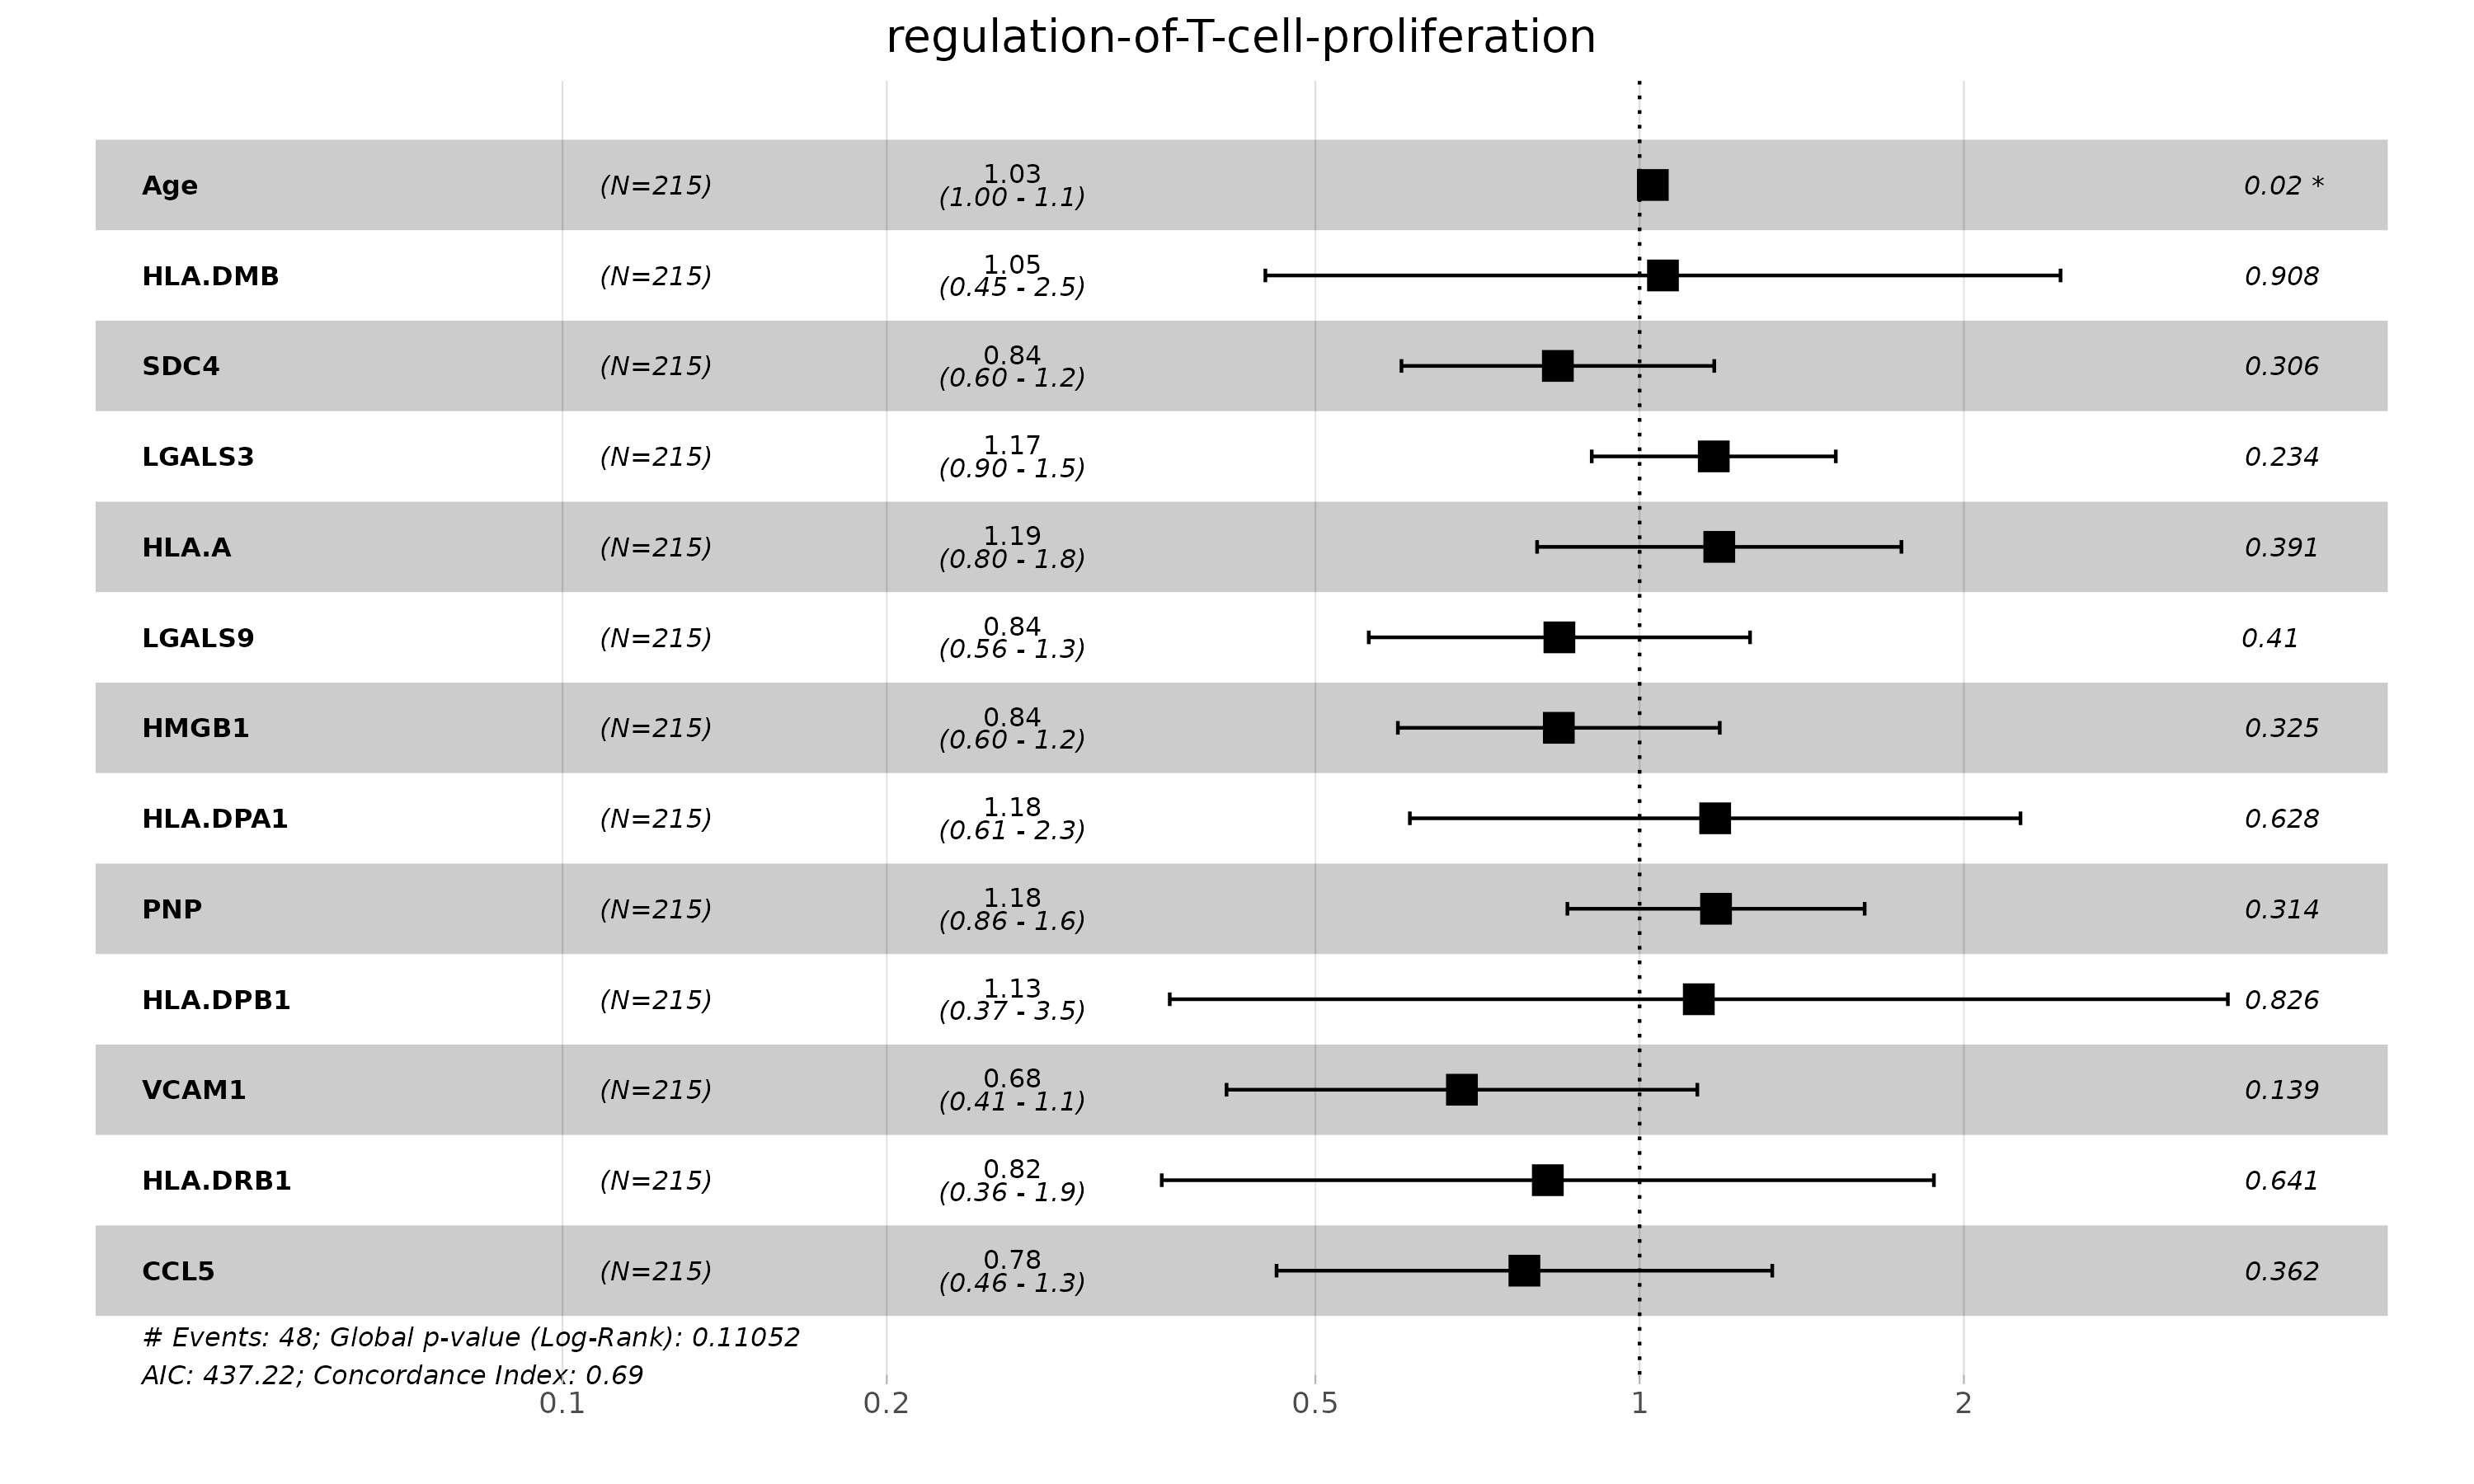 regulation-of-T-cell-proliferation
Age (N=215) 1.03 (1.00 - 1.1) 0.02 *
HLA.DMB (N=215) 1.05 (0.45 - 2.5) 0.908
SDC4 (N=215) 0.84 (0.60 - 1.2) 0.306
LGALS3 (N=215) 1.17 (0.90 - 1.5) 0.234
HLA.A (N=215) 1.19 (0.80 - 1.8) 0.391
LGALS9 (N=215) 0.84 (0.56 - 1.3) 0.41
HMGB1 (N=215) 0.84 (0.60 - 1.2) 0.325
HLA.DPA1 (N=215) 1.18 (0.61 - 2.3) 0.628
PNP (N=215) 1.18 (0.86 - 1.6) 0.314
HLA.DPB1 (N=215) 1.13 (0.37 - 3.5) 0.826
VCAM1 (N=215) 0.68 (0.41 - 1.1) 0.139
HLA.DRB1 (N=215) 0.82 (0.36 - 1.9) 0.641
CCL5 (N=215) 0.78 (0.46 - 1.3) 0.362
# Events: 48; Global p-value (Log-Rank): 0.11052
AIC: 437.22; Concordance Index: 0.69
0.1 0.2 0.5 1 2